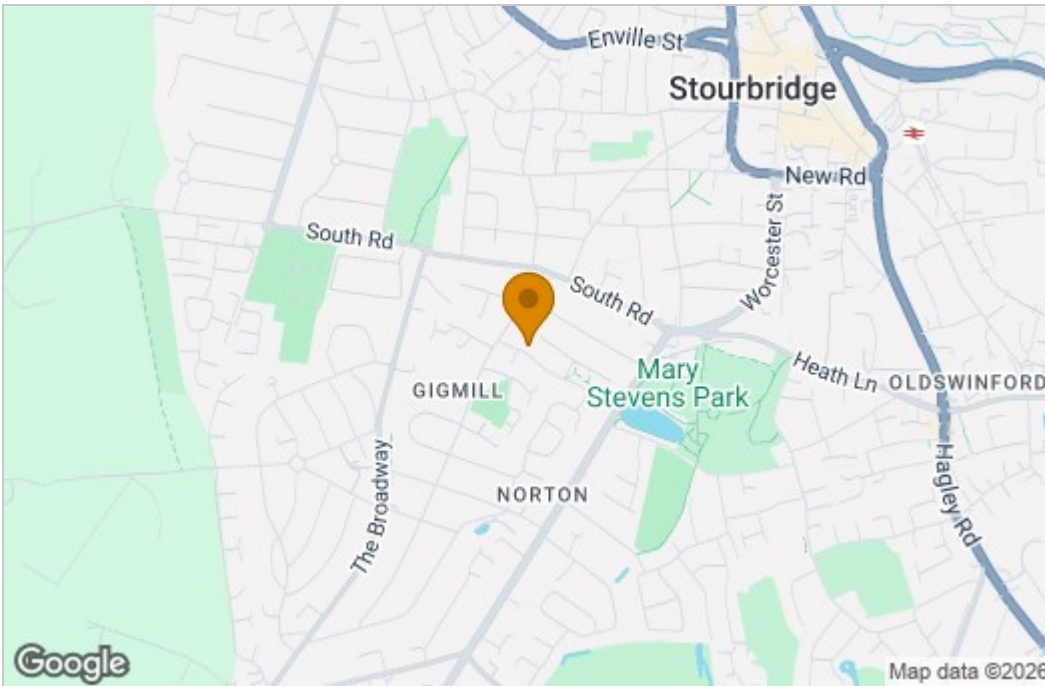 Enville St
Stourbridge
New Rd
Worcester St
South Rd
South Rd
Mary
Stevens Park
Heath Ln
OLDSWINFORD
GIGMILL
The Broadway
NORTON
Hagley Rd
Google
Map data ©2026